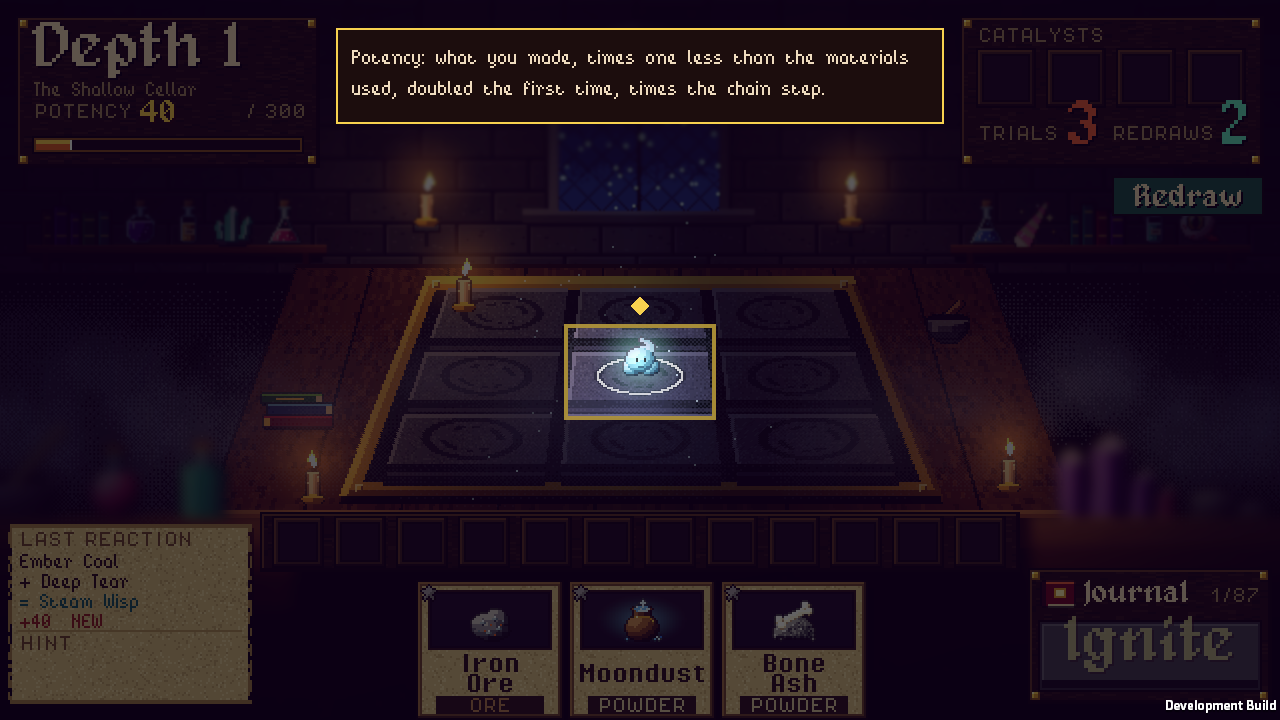 Depth 1
The Shallow Cellar
POTENCY 40 / 300
Potency: what you made, times one less than the materials
used, doubled the first time, times the chain step.
CATALYSTS
TRIALS 3 REDRAWS 2
Redraw
LAST REACTION
Ember Coal
+ Deep Tear
= Steam Wisp
+40 NEW
HINT
Iron
Ore
ORE
Moondust
POWDER
Bone
Ash
POWDER
Journal 1/87
Ignite
Development Build